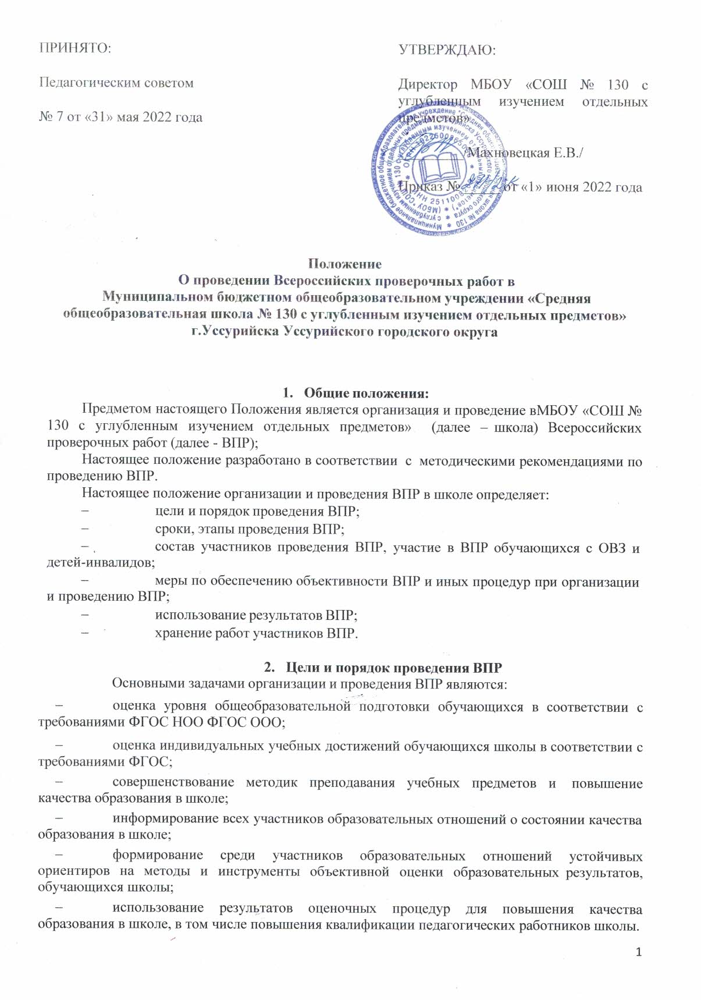 ПРИНЯТО:
Педагогическим советом
№ 7 от «31» мая 2022 года
УТВЕРЖДАЮ:
Директор МБОУ «СОШ № 130 с
углубленным изучением отдельных
предметов»
Махновецкая Е.В./
Приказ № от «1» июня 2022 года
Положение
О проведении Всероссийских проверочных работ в
Муниципальном бюджетном общеобразовательном учреждении «Средняя
общеобразовательная школа № 130 с углубленным изучением отдельных предметов»
г.Уссурийска Уссурийского городского округа
1. Общие положения:
Предметом настоящего Положения является организация и проведение вМБОУ «СОШ №
130 с углубленным изучением отдельных предметов» (далее – школа) Всероссийских
проверочных работ (далее - ВПР);
Настоящее положение разработано в соответствии с методическими рекомендациями по
проведению ВПР.
Настоящее положение организации и проведения ВПР в школе определяет:
– цели и порядок проведения ВПР;
– сроки, этапы проведения ВПР;
– состав участников проведения ВПР, участие в ВПР обучающихся с ОВЗ и
детей-инвалидов;
– меры по обеспечению объективности ВПР и иных процедур при организации
и проведению ВПР;
– использование результатов ВПР;
– хранение работ участников ВПР.
2. Цели и порядок проведения ВПР
Основными задачами организации и проведения ВПР являются:
– оценка уровня общеобразовательной подготовки обучающихся в соответствии с
требованиями ФГОС НОО ФГОС ООО;
– оценка индивидуальных учебных достижений обучающихся школы в соответствии с
требованиями ФГОС;
– совершенствование методик преподавания учебных предметов и повышение
качества образования в школе;
– информирование всех участников образовательных отношений о состоянии качества
образования в школе;
– формирование среди участников образовательных отношений устойчивых
ориентиров на методы и инструменты объективной оценки образовательных результатов,
обучающихся школы;
– использование результатов оценочных процедур для повышения качества
образования в школе, в том числе повышения квалификации педагогических работников школы.
1